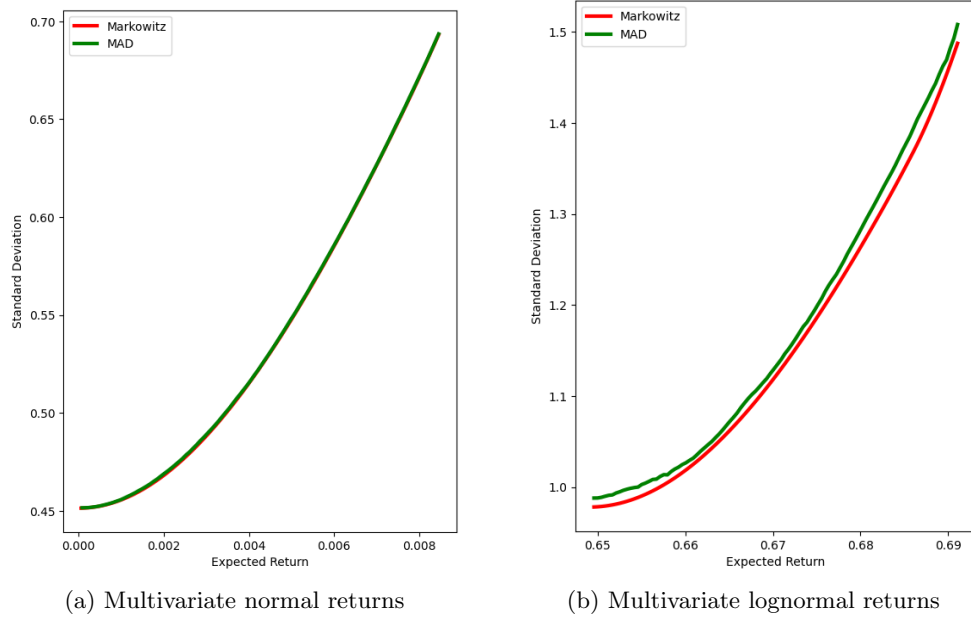 Markowitz
MAD
0.70
0.65
0.60
0.55
0.50
0.45
Standard Deviation
0.000
0.002
0.004
0.006
0.008
Expected Return
(a) Multivariate normal returns
Markowitz
MAD
1.5
1.4
1.3
1.2
1.1
1.0
Standard Deviation
0.65
0.66
0.67
0.68
0.69
Expected Return
(b) Multivariate lognormal returns